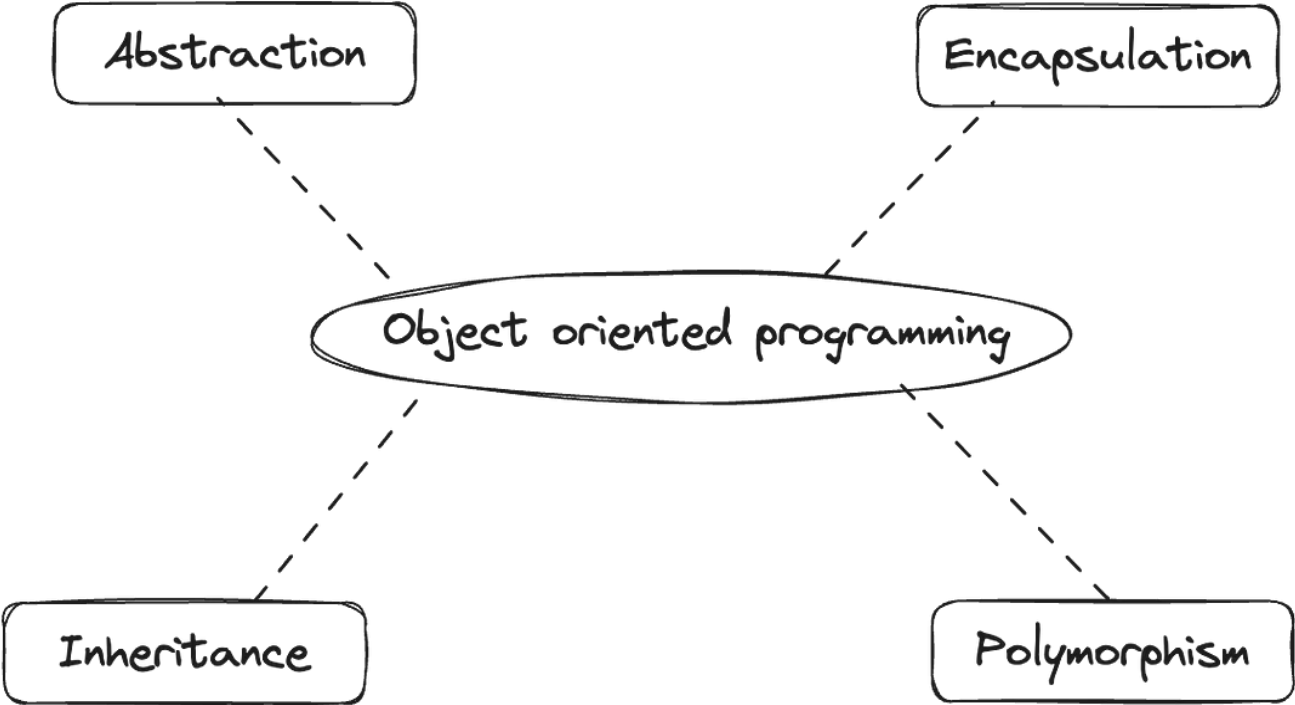 Abstraction
Encapsulation
Object oriented programming
Inheritance
Polymorphism